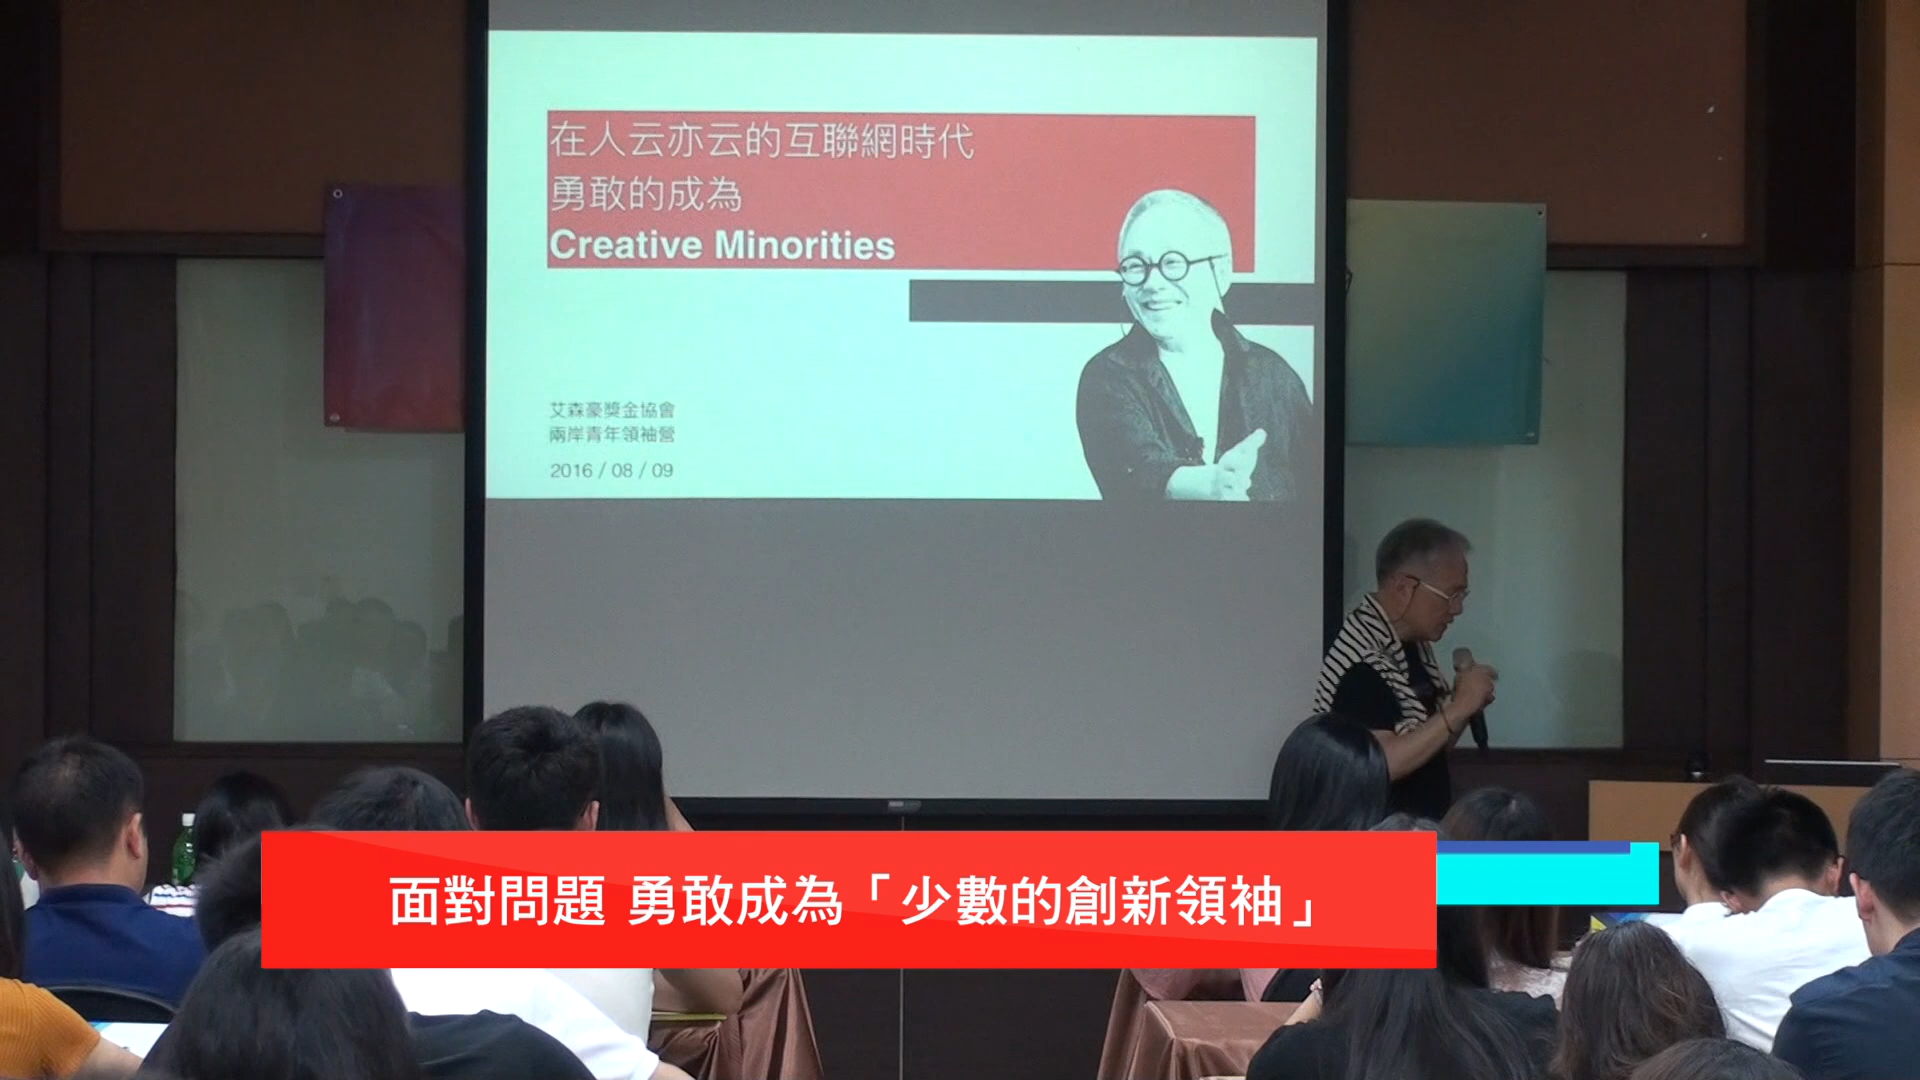 在人云亦云的互聯網時代
勇敢的成為
Creative Minorities
艾森豪獎金協會
兩岸青年領袖營
2016 / 08 / 09
面對問題 勇敢成為「少數的創新領袖」